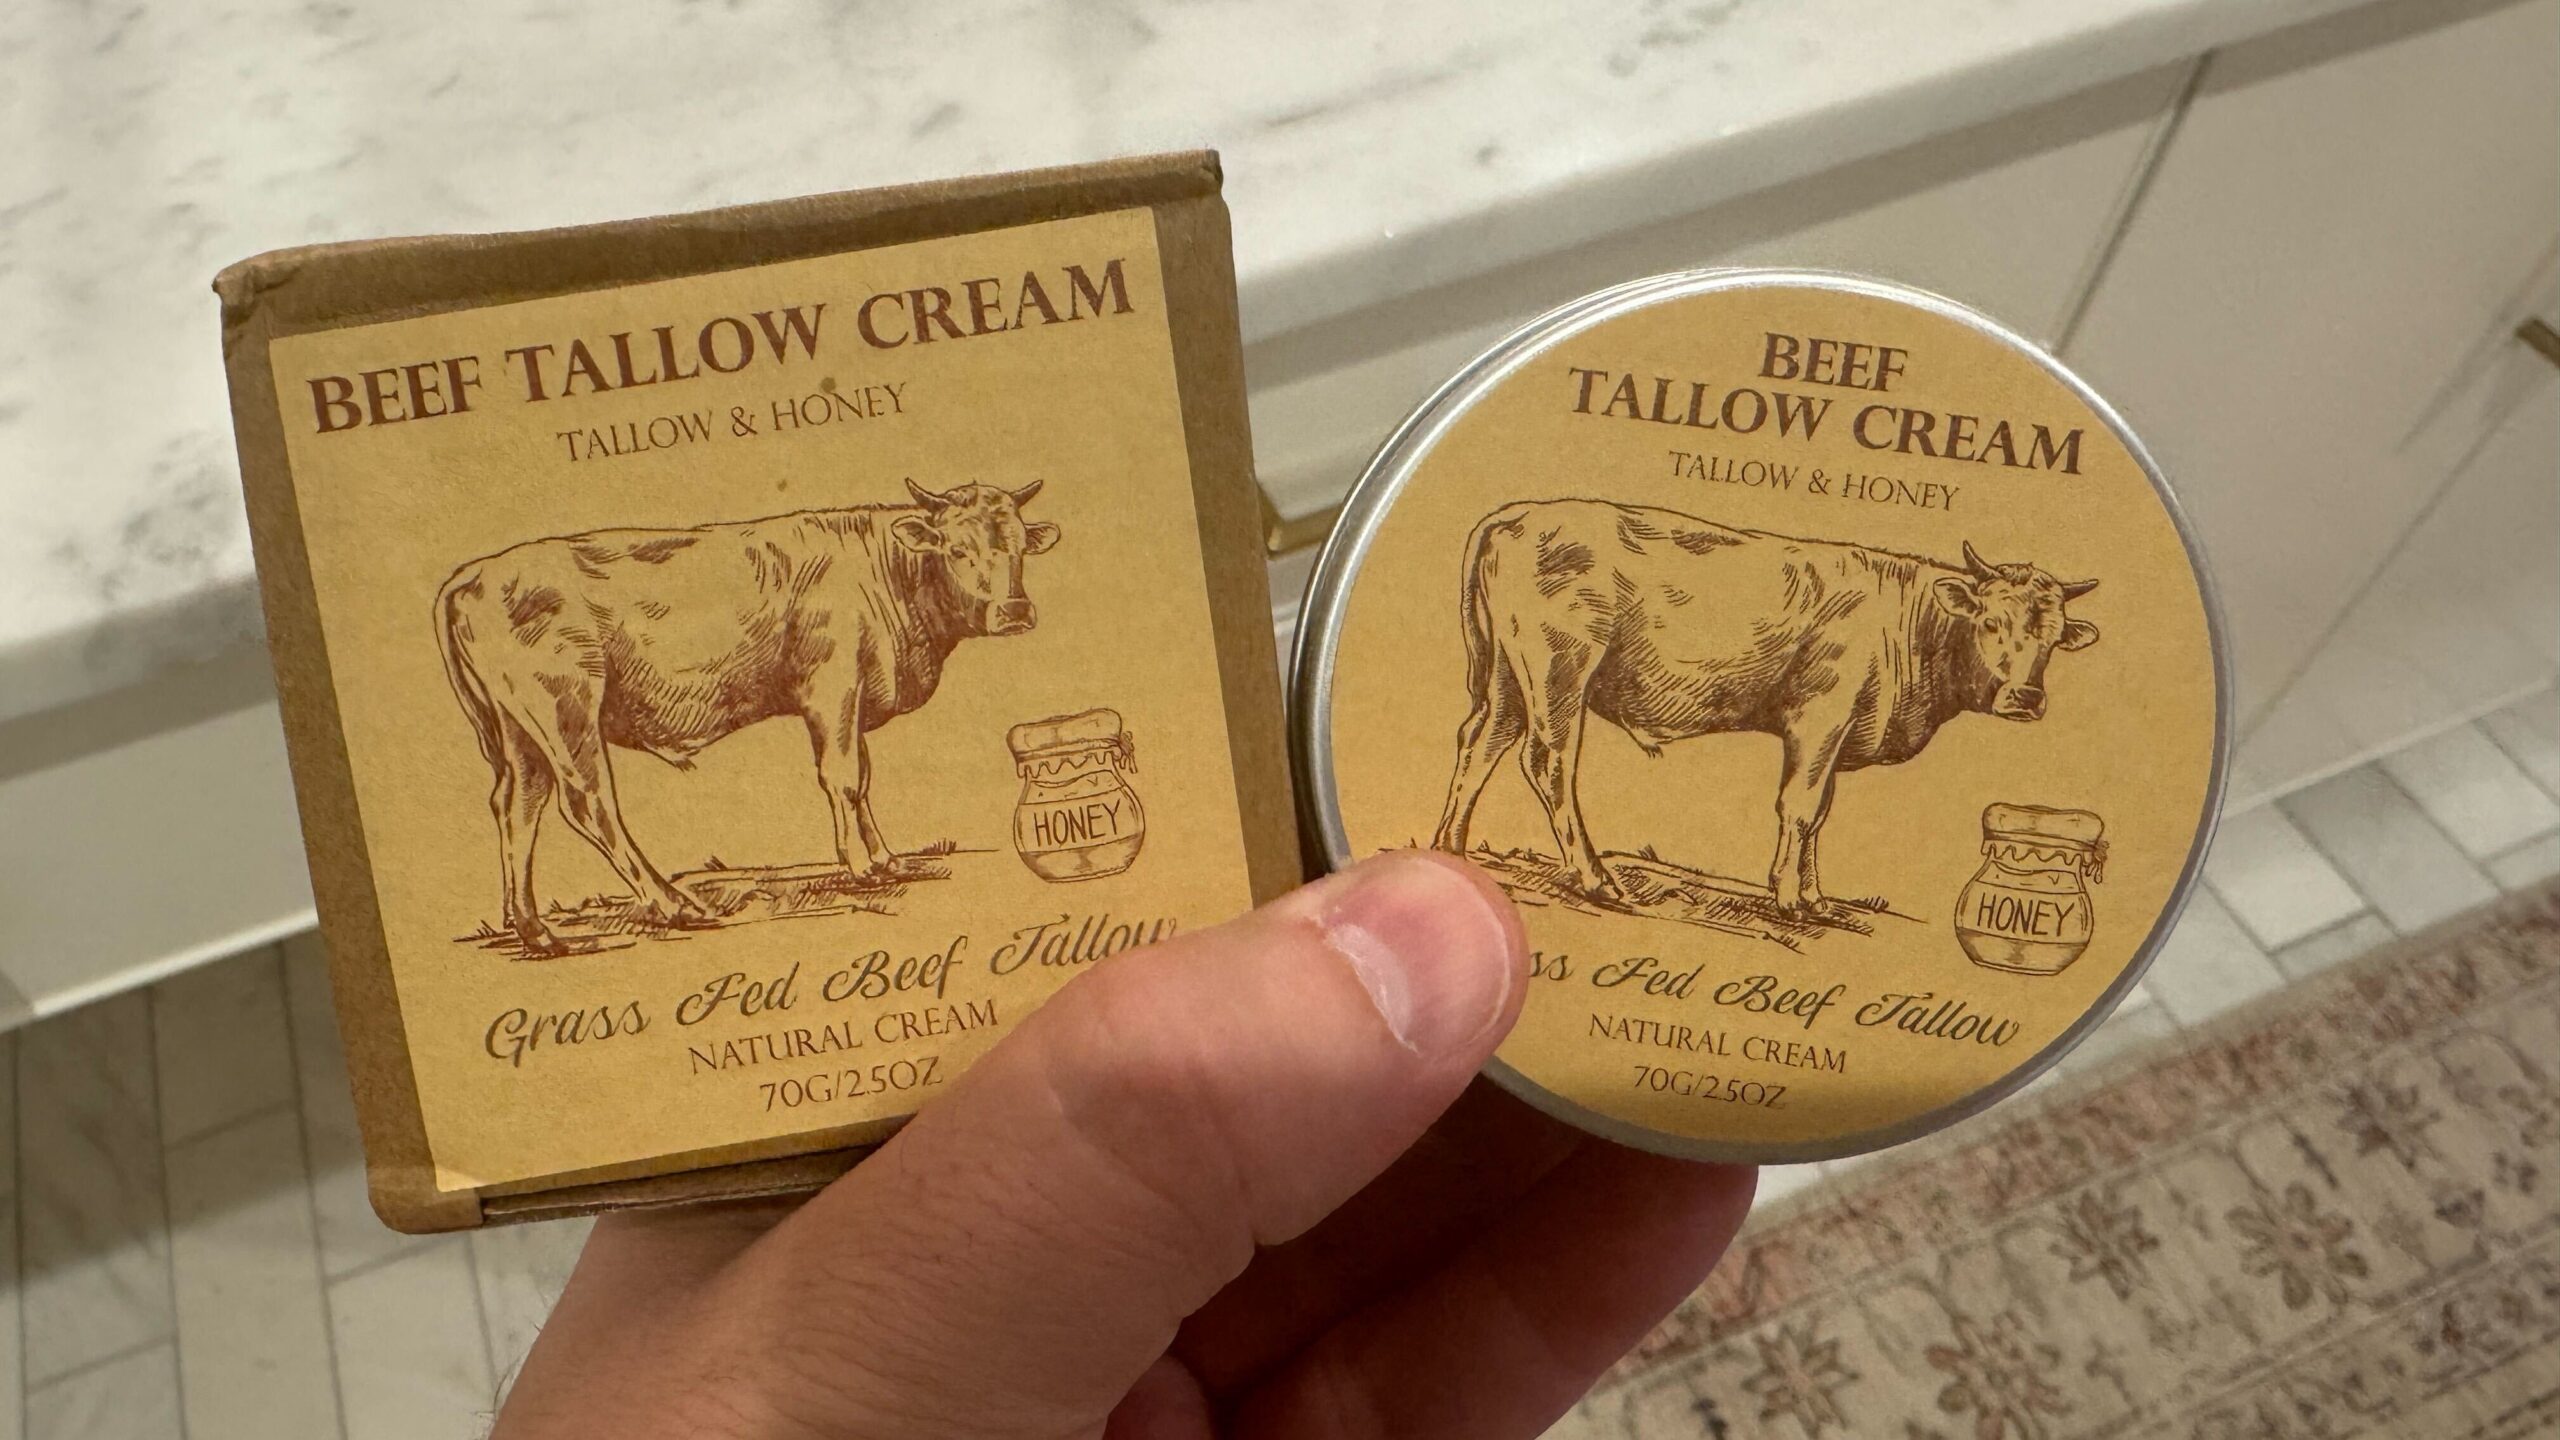 BEEF TALLOW CREAM
TALLOW & HONEY
HONEY
Grass Fed Beef Tallow
NATURAL CREAM
70G/2.5OZ
BEEF
TALLOW CREAM
TALLOW & HONEY
HONEY
ss Fed Beef Tallow
NATURAL CREAM
70G/2.5OZ